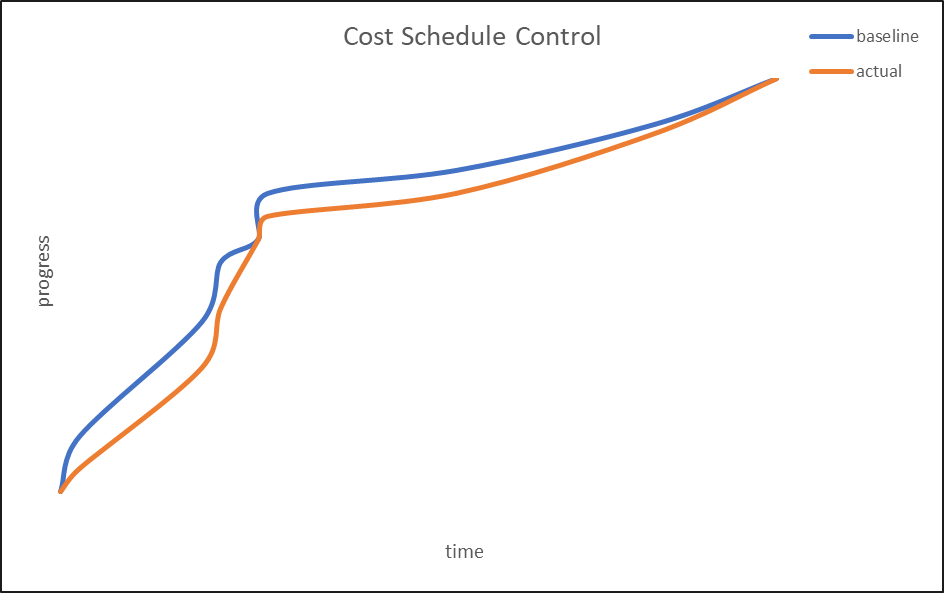 Cost Schedule Control
baseline
actual
progress
time